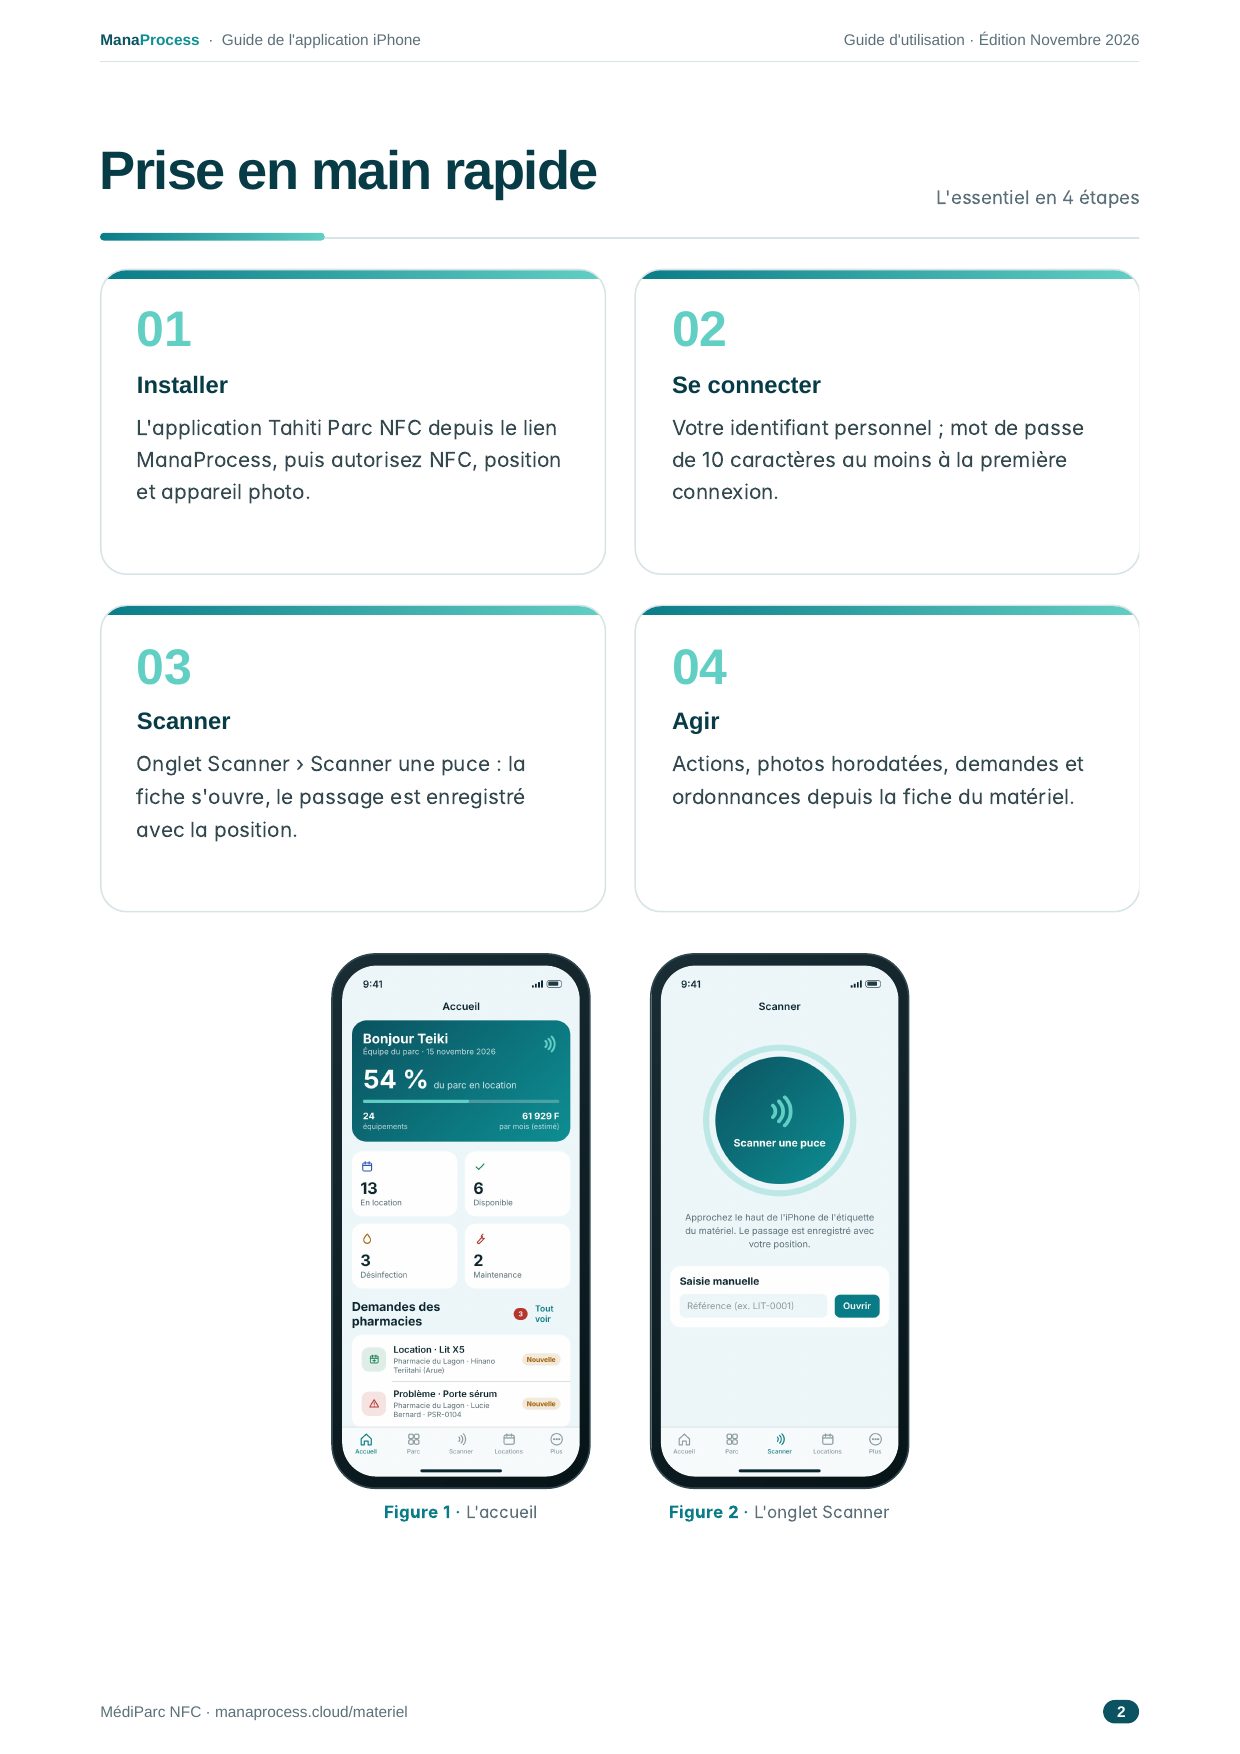 ManaProcess · Guide de l'application iPhone
Guide d'utilisation · Édition Novembre 2026
Prise en main rapide
L'essentiel en 4 étapes
01
Installer
L'application Tahiti Parc NFC depuis le lien
ManaProcess, puis autorisez NFC, position
et appareil photo.
02
Se connecter
Votre identifiant personnel ; mot de passe
de 10 caractères au moins à la première
connexion.
03
Scanner
Onglet Scanner › Scanner une puce : la
fiche s'ouvre, le passage est enregistré
avec la position.
04
Agir
Actions, photos horodatées, demandes et
ordonnances depuis la fiche du matériel.
9:41
Accueil
Bonjour Teiki
Équipe du parc · 15 novembre 2026
54 % du parc en location
24
équipements
61 929 F
par mois (estimé)
13
En location
6
Disponible
3
Désinfection
2
Maintenance
Demandes des
pharmacies
3
Tout
voir
Location · Lit X5
Pharmacie du Lagon · Hinano
Teriitahi (Arue)
Nouvelle
Problème · Porte sérum
Pharmacie du Lagon · Lucie
Bernard · PSR-0104
Nouvelle
Accueil
Parc
Scanner
Locations
Plus
Figure 1 · L'accueil
9:41
Scanner
Scanner une puce
Approchez le haut de l'iPhone de l'étiquette
du matériel. Le passage est enregistré avec
votre position.
Saisie manuelle
Référence (ex. LIT-0001)
Ouvrir
Accueil
Parc
Scanner
Locations
Plus
Figure 2 · L'onglet Scanner
MédiParc NFC · manaprocess.cloud/materiel
2